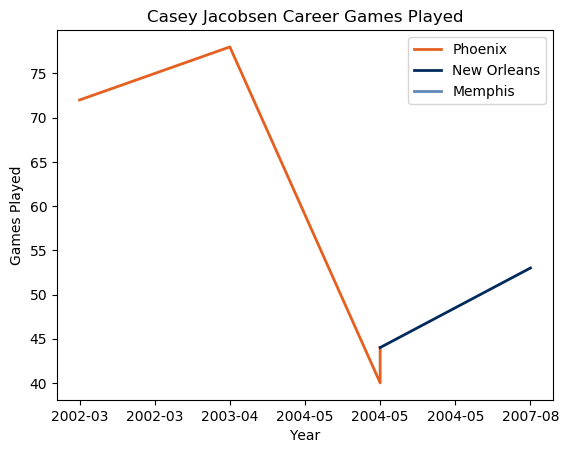 Casey Jacobsen Career Games Played
Phoenix
New Orleans
Memphis
Games Played
75
70
65
60
55
50
45
40
2002-03 2002-03 2003-04 2004-05 2004-05 2004-05 2007-08
Year